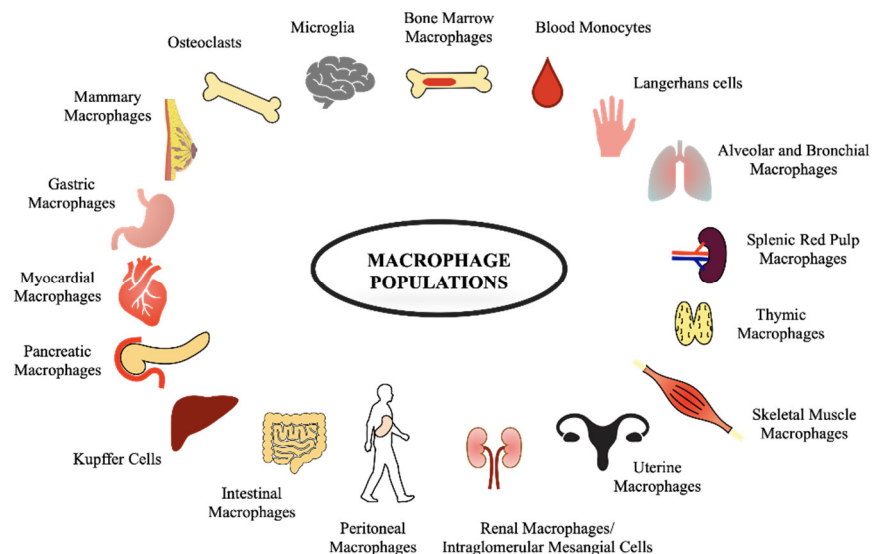 Osteoclasts
Microglia
Bone Marrow
Macrophages
Blood Monocytes
Langerhans cells
Alveolar and Bronchial
Macrophages
Splenic Red Pulp
Macrophages
Thymic
Macrophages
Skeletal Muscle
Macrophages
Uterine
Macrophages
Renal Macrophages/
Intraglomerular Mesangial Cells
Peritoneal
Macrophages
Intestinal
Macrophages
Kupffer Cells
Pancreatic
Macrophages
Myocardial
Macrophages
Gastric
Macrophages
Mammary
Macrophages
MACROPHAGE
POPULATIONS